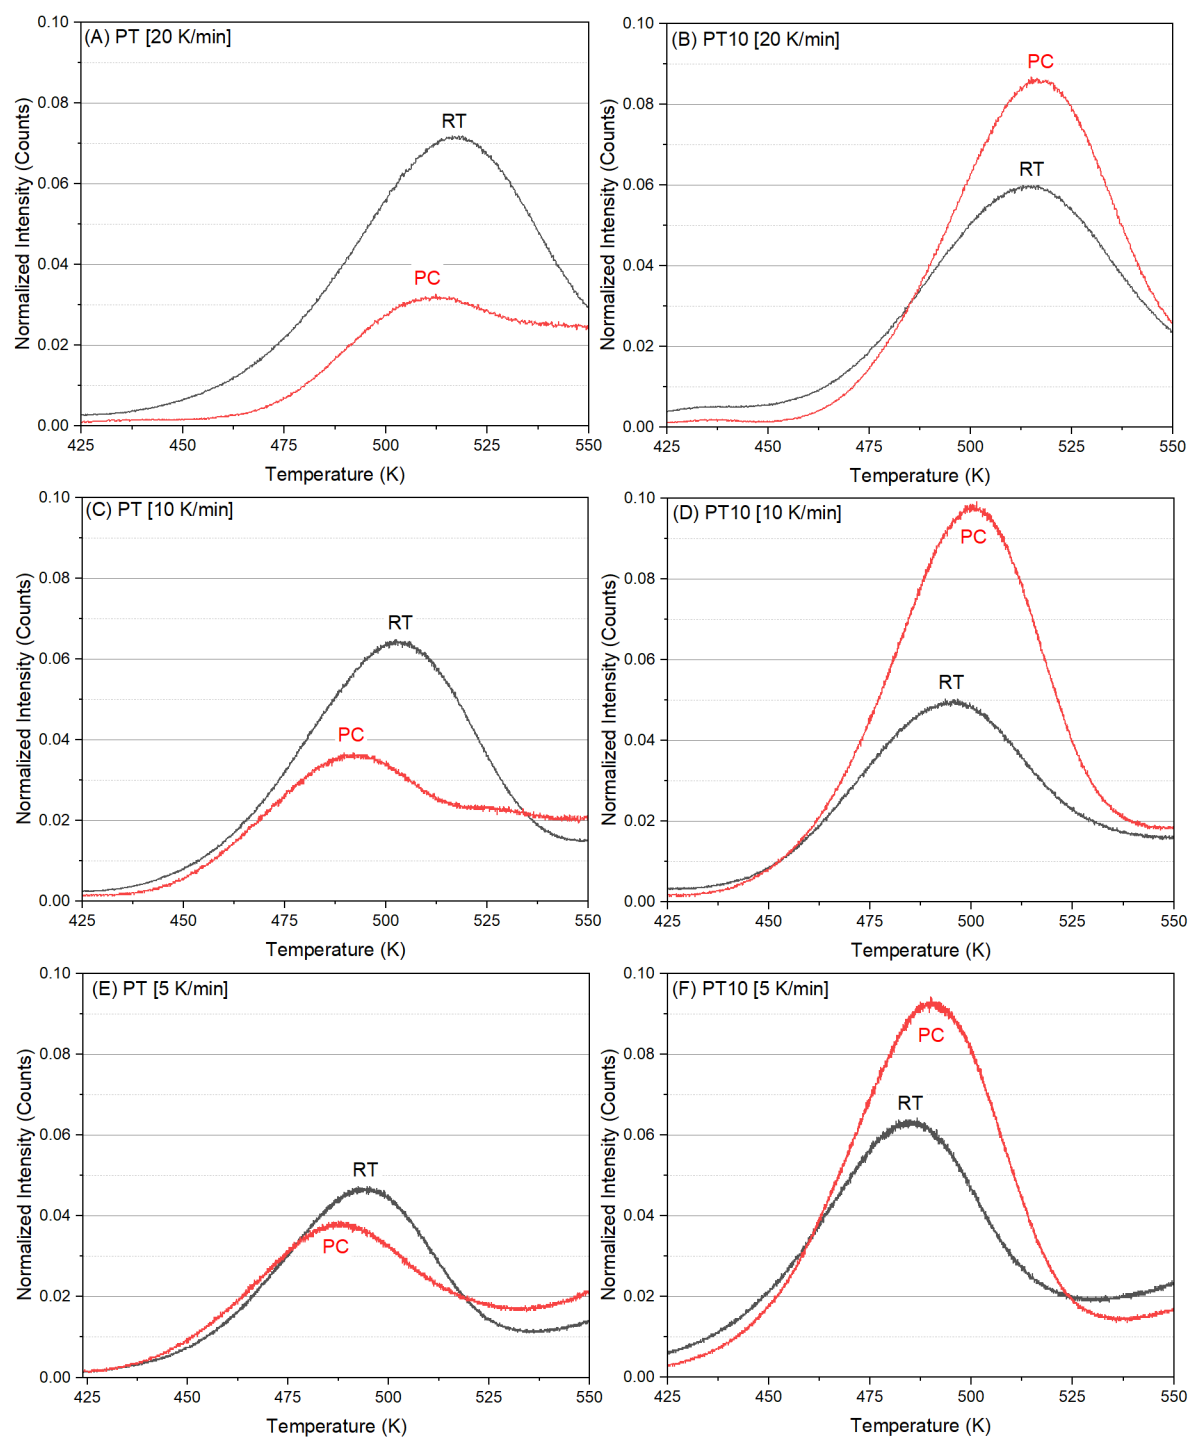 (A) PT [20 K/min]
RT
PC
Normalized Intensity (Counts)
0.10
0.08
0.06
0.04
0.02
0.00
425 450 475 500 525 550
Temperature (K)
(B) PT10 [20 K/min]
PC
RT
Normalized Intensity (Counts)
0.10
0.08
0.06
0.04
0.02
0.00
425 450 475 500 525 550
Temperature (K)
(C) PT [10 K/min]
RT
PC
Normalized Intensity (Counts)
0.10
0.08
0.06
0.04
0.02
0.00
425 450 475 500 525 550
Temperature (K)
(D) PT10 [10 K/min]
PC
RT
Normalized Intensity (Counts)
0.10
0.08
0.06
0.04
0.02
0.00
425 450 475 500 525 550
Temperature (K)
(E) PT [5 K/min]
RT
PC
Normalized Intensity (Counts)
0.10
0.08
0.06
0.04
0.02
0.00
425 450 475 500 525 550
Temperature (K)
(F) PT10 [5 K/min]
PC
RT
Normalized Intensity (Counts)
0.10
0.08
0.06
0.04
0.02
0.00
425 450 475 500 525 550
Temperature (K)